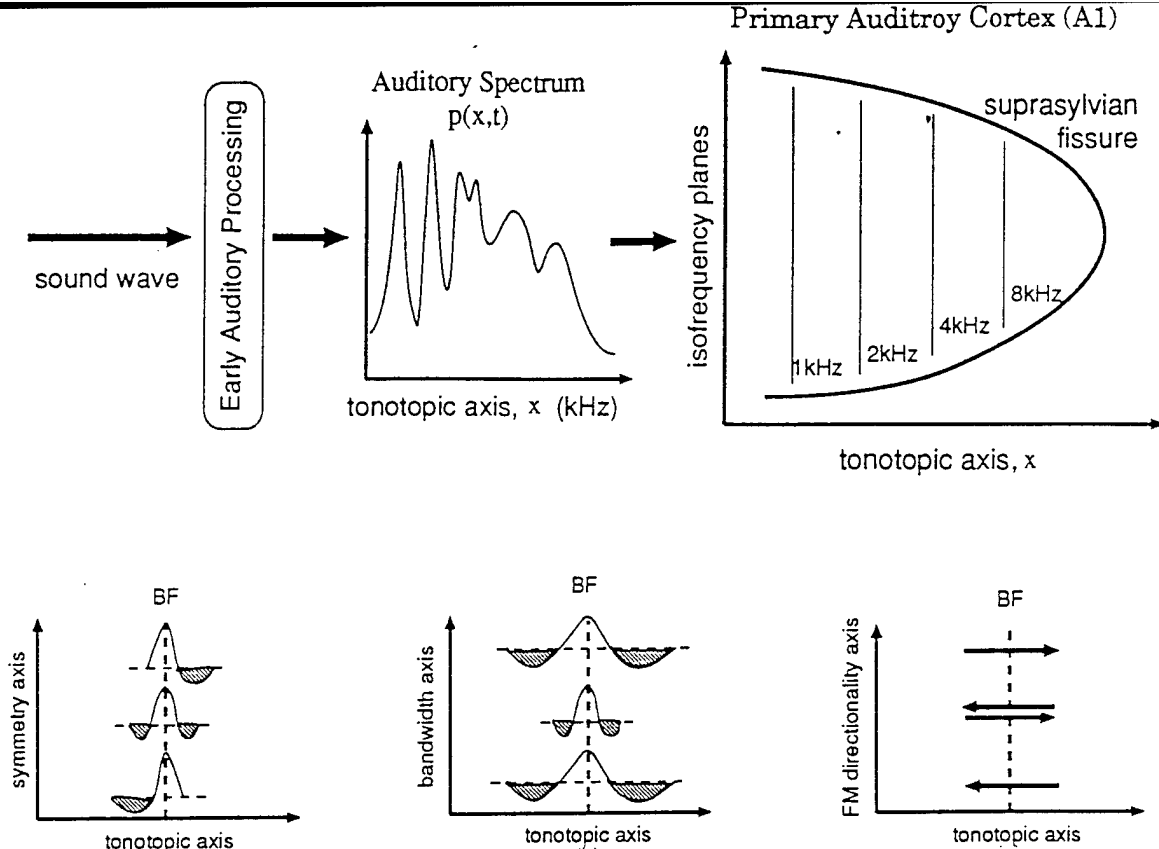 Primary Auditroy Cortex (A1)
Auditory Spectrum
p(x,t)
Early Auditory Processing
sound wave
tonotopic axis, x (kHz)
isofrequency planes
suprasylvian
fissure
1kHz
2kHz
4kHz
8kHz
tonotopic axis, x
BF
symmetry axis
tonotopic axis
BF
bandwidth axis
tonotopic axis
BF
FM directionality axis
tonotopic axis